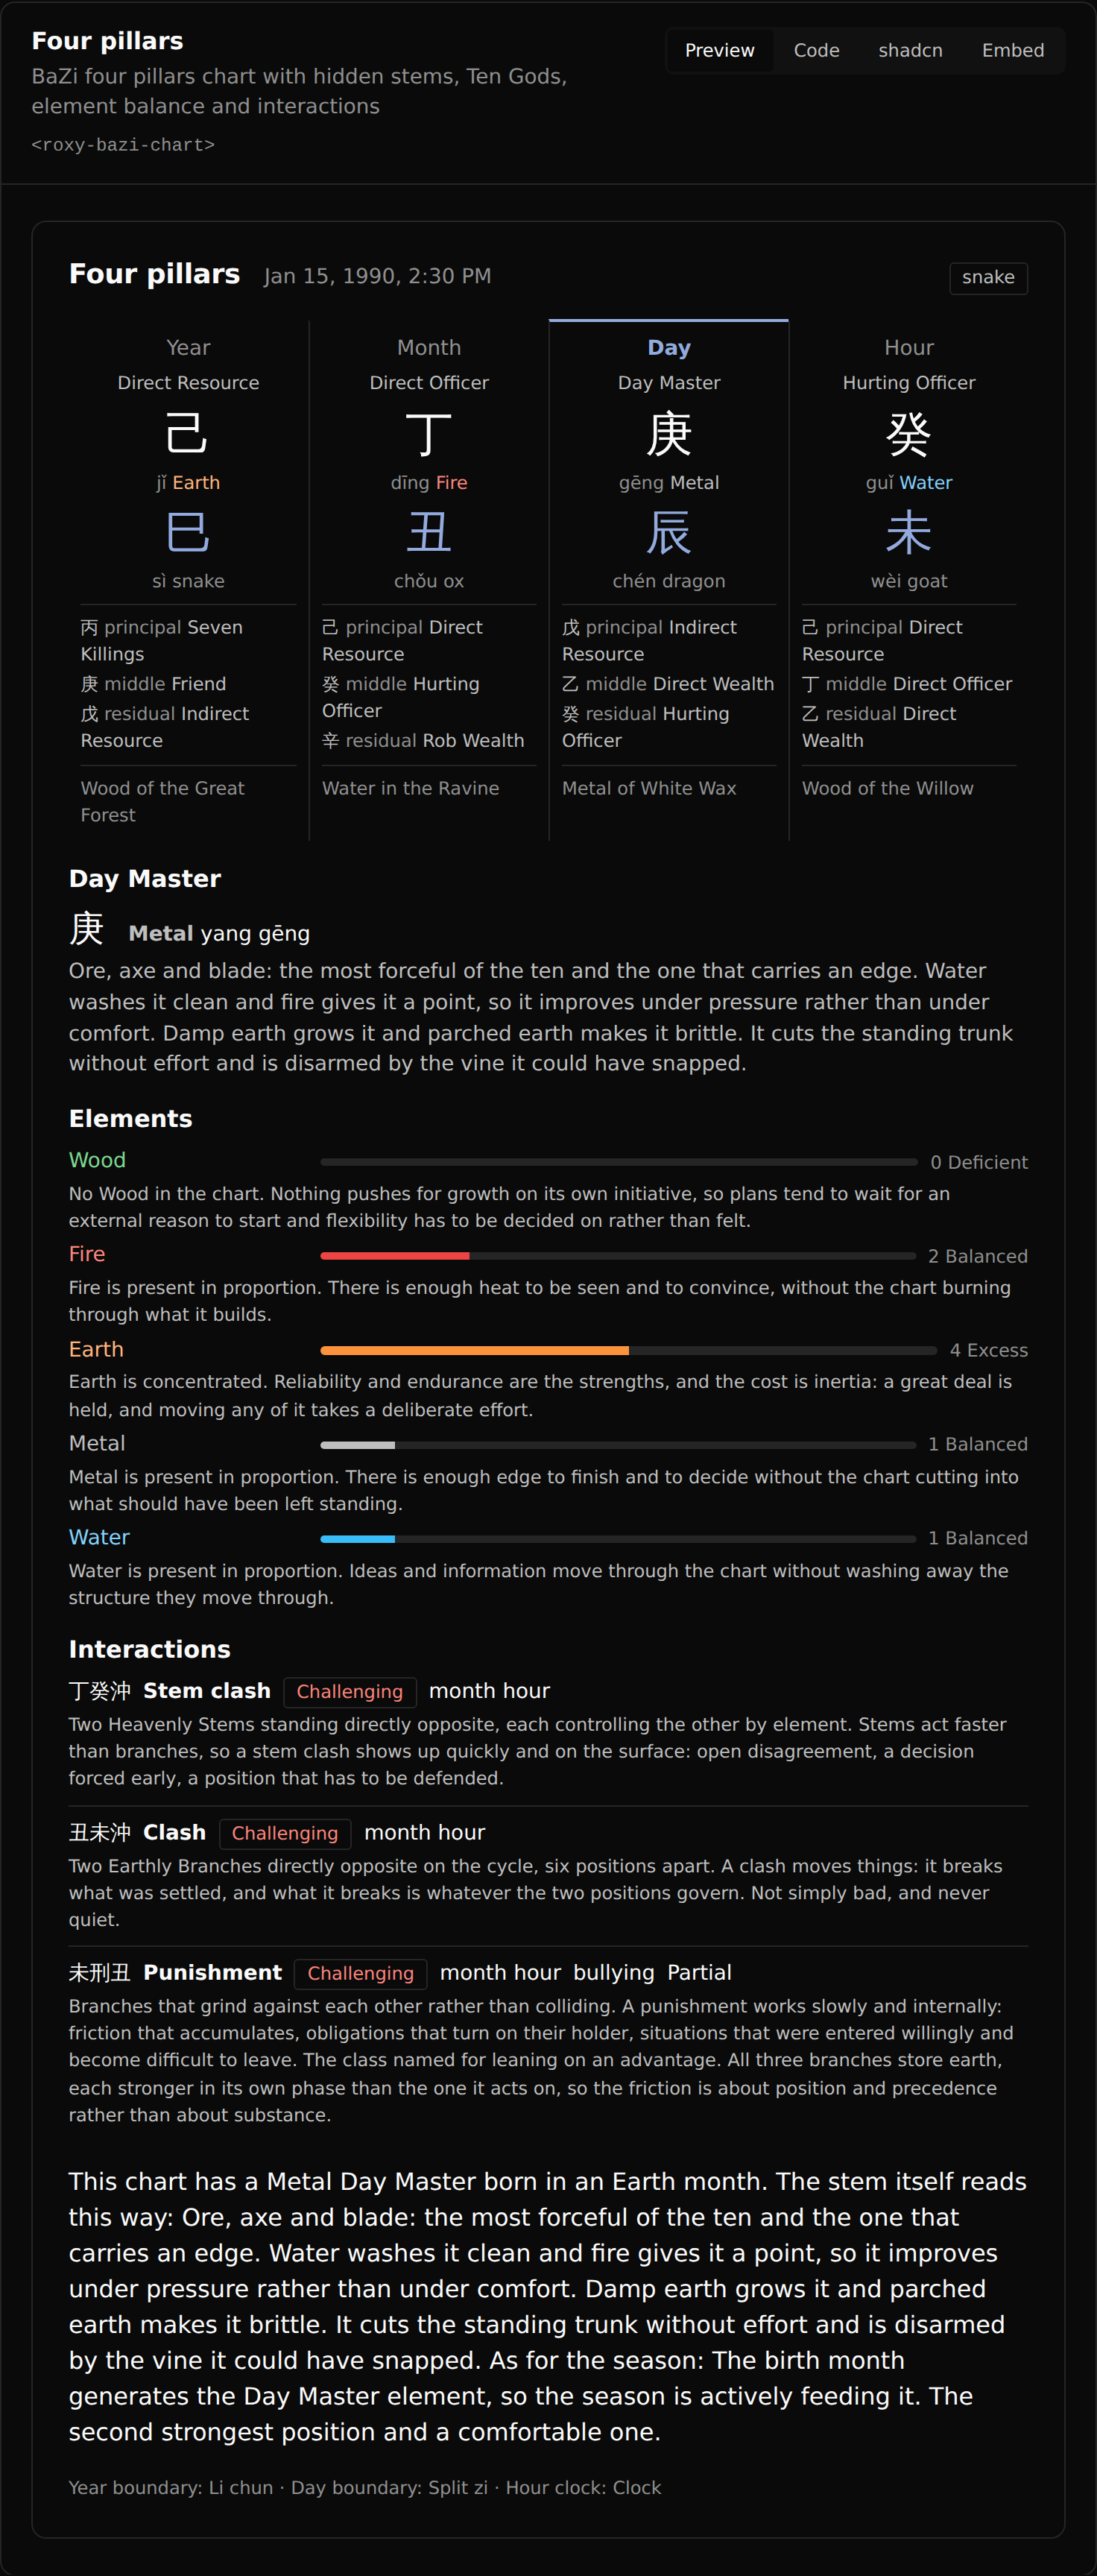 Four pillars
Preview Code shadcn Embed
BaZi four pillars chart with hidden stems, Ten Gods,
element balance and interactions
<roxy-bazi-chart>
Four pillars Jan 15, 1990, 2:30 PM snake
Year Month Day Hour
Direct Resource Direct Officer Day Master Hurting Officer
己 丁 庚 癸
jǐ Earth dīng Fire gēng Metal guǐ Water
巳 丑 辰 未
sì snake chǒu ox chén dragon wèi goat
丙 principal Seven
Killings
庚 middle Friend
戊 residual Indirect
Resource
己 principal Direct
Resource
癸 middle Hurting
Officer
辛 residual Rob Wealth
戊 principal Indirect
Resource
乙 middle Direct Wealth
癸 residual Hurting
Officer
己 principal Direct
Resource
丁 middle Direct Officer
乙 residual Direct
Wealth
Wood of the Great
Forest
Water in the Ravine
Metal of White Wax
Wood of the Willow
Day Master
庚 Metal yang gēng
Ore, axe and blade: the most forceful of the ten and the one that carries an edge. Water
washes it clean and fire gives it a point, so it improves under pressure rather than under
comfort. Damp earth grows it and parched earth makes it brittle. It cuts the standing trunk
without effort and is disarmed by the vine it could have snapped.
Elements
Wood 0 Deficient
No Wood in the chart. Nothing pushes for growth on its own initiative, so plans tend to wait for an
external reason to start and flexibility has to be decided on rather than felt.
Fire 2 Balanced
Fire is present in proportion. There is enough heat to be seen and to convince, without the chart burning
through what it builds.
Earth 4 Excess
Earth is concentrated. Reliability and endurance are the strengths, and the cost is inertia: a great deal is
held, and moving any of it takes a deliberate effort.
Metal 1 Balanced
Metal is present in proportion. There is enough edge to finish and to decide without the chart cutting into
what should have been left standing.
Water 1 Balanced
Water is present in proportion. Ideas and information move through the chart without washing away the
structure they move through.
Interactions
丁癸沖 Stem clash Challenging month hour
Two Heavenly Stems standing directly opposite, each controlling the other by element. Stems act faster
than branches, so a stem clash shows up quickly and on the surface: open disagreement, a decision
forced early, a position that has to be defended.
丑未沖 Clash Challenging month hour
Two Earthly Branches directly opposite on the cycle, six positions apart. A clash moves things: it breaks
what was settled, and what it breaks is whatever the two positions govern. Not simply bad, and never
quiet.
未刑丑 Punishment Challenging month hour bullying Partial
Branches that grind against each other rather than colliding. A punishment works slowly and internally:
friction that accumulates, obligations that turn on their holder, situations that were entered willingly and
become difficult to leave. The class named for leaning on an advantage. All three branches store earth,
each stronger in its own phase than the one it acts on, so the friction is about position and precedence
rather than about substance.
This chart has a Metal Day Master born in an Earth month. The stem itself reads
this way: Ore, axe and blade: the most forceful of the ten and the one that
carries an edge. Water washes it clean and fire gives it a point, so it improves
under pressure rather than under comfort. Damp earth grows it and parched
earth makes it brittle. It cuts the standing trunk without effort and is disarmed
by the vine it could have snapped. As for the season: The birth month
generates the Day Master element, so the season is actively feeding it. The
second strongest position and a comfortable one.
Year boundary: Li chun · Day boundary: Split zi · Hour clock: Clock